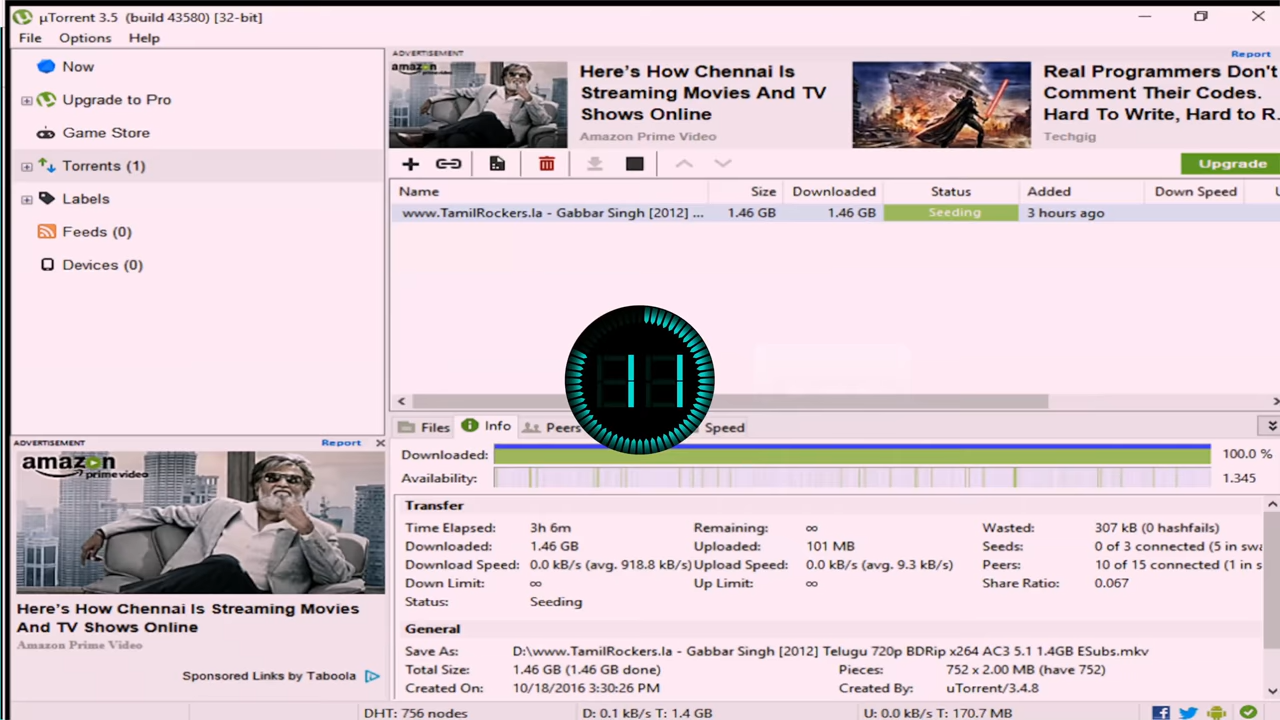 µTorrent 3.5 (build 43580) [32-bit]
File Options Help
Now
Upgrade to Pro
Game Store
Torrents (1)
Labels
Feeds (0)
Devices (0)
ADVERTISEMENT
Report
amazon
prime video
Here's How Chennai Is
Streaming Movies And TV
Shows Online
Amazon Prime Video
Real Programmers Don't
Comment Their Codes.
Hard To Write, Hard to R.
Techgig
Upgrade
Name Size Downloaded Status Added Down Speed
www.TamilRockers.la - Gabbar Singh [2012] ... 1.46 GB 1.46 GB Seeding 3 hours ago
11
Files Info Peers Speed
Downloaded: 100.0 %
Availability: 1.345
Transfer
Time Elapsed: 3h 6m Remaining: ∞ Wasted: 307 kB (0 hashfails)
Downloaded: 1.46 GB Uploaded: 101 MB Seeds: 0 of 3 connected (5 in swa
Download Speed: 0.0 kB/s (avg. 918.8 kB/s) Upload Speed: 0.0 kB/s (avg. 9.3 kB/s) Peers: 10 of 15 connected (1 in s
Down Limit: ∞ Up Limit: ∞ Share Ratio: 0.067
Status: Seeding
General
Save As: D:\www.TamilRockers.la - Gabbar Singh [2012] Telugu 720p BDRip x264 AC3 5.1 1.4GB ESubs.mkv
Total Size: 1.46 GB (1.46 GB done) Pieces: 752 x 2.00 MB (have 752)
Created On: 10/18/2016 3:30:26 PM Created By: uTorrent/3.4.8
ADVERTISEMENT Report
amazon
prime video
Here's How Chennai Is Streaming Movies
And TV Shows Online
Amazon Prime Video
Sponsored Links by Taboola
DHT: 756 nodes D: 0.1 kB/s T: 1.4 GB U: 0.0 kB/s T: 170.7 MB